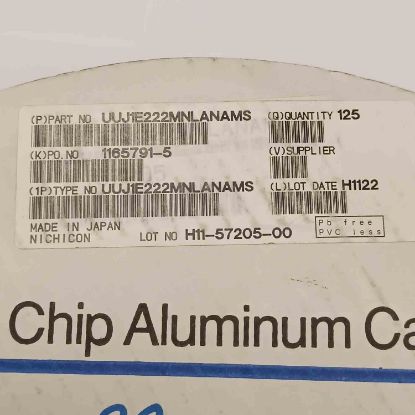 (P)PART NO UUJ1E222MNLANAMS (Q)QUANTITY 125
(K)PO.NO 1165791-5 (V)SUPPLIER
(1P)TYPE NO UUJ1E222MNLANAMS (L)LOT DATE H1122
MADE IN JAPAN Pb free
NICHICON LOT NO H11-57205-00 PVC less
Chip Aluminum Ca